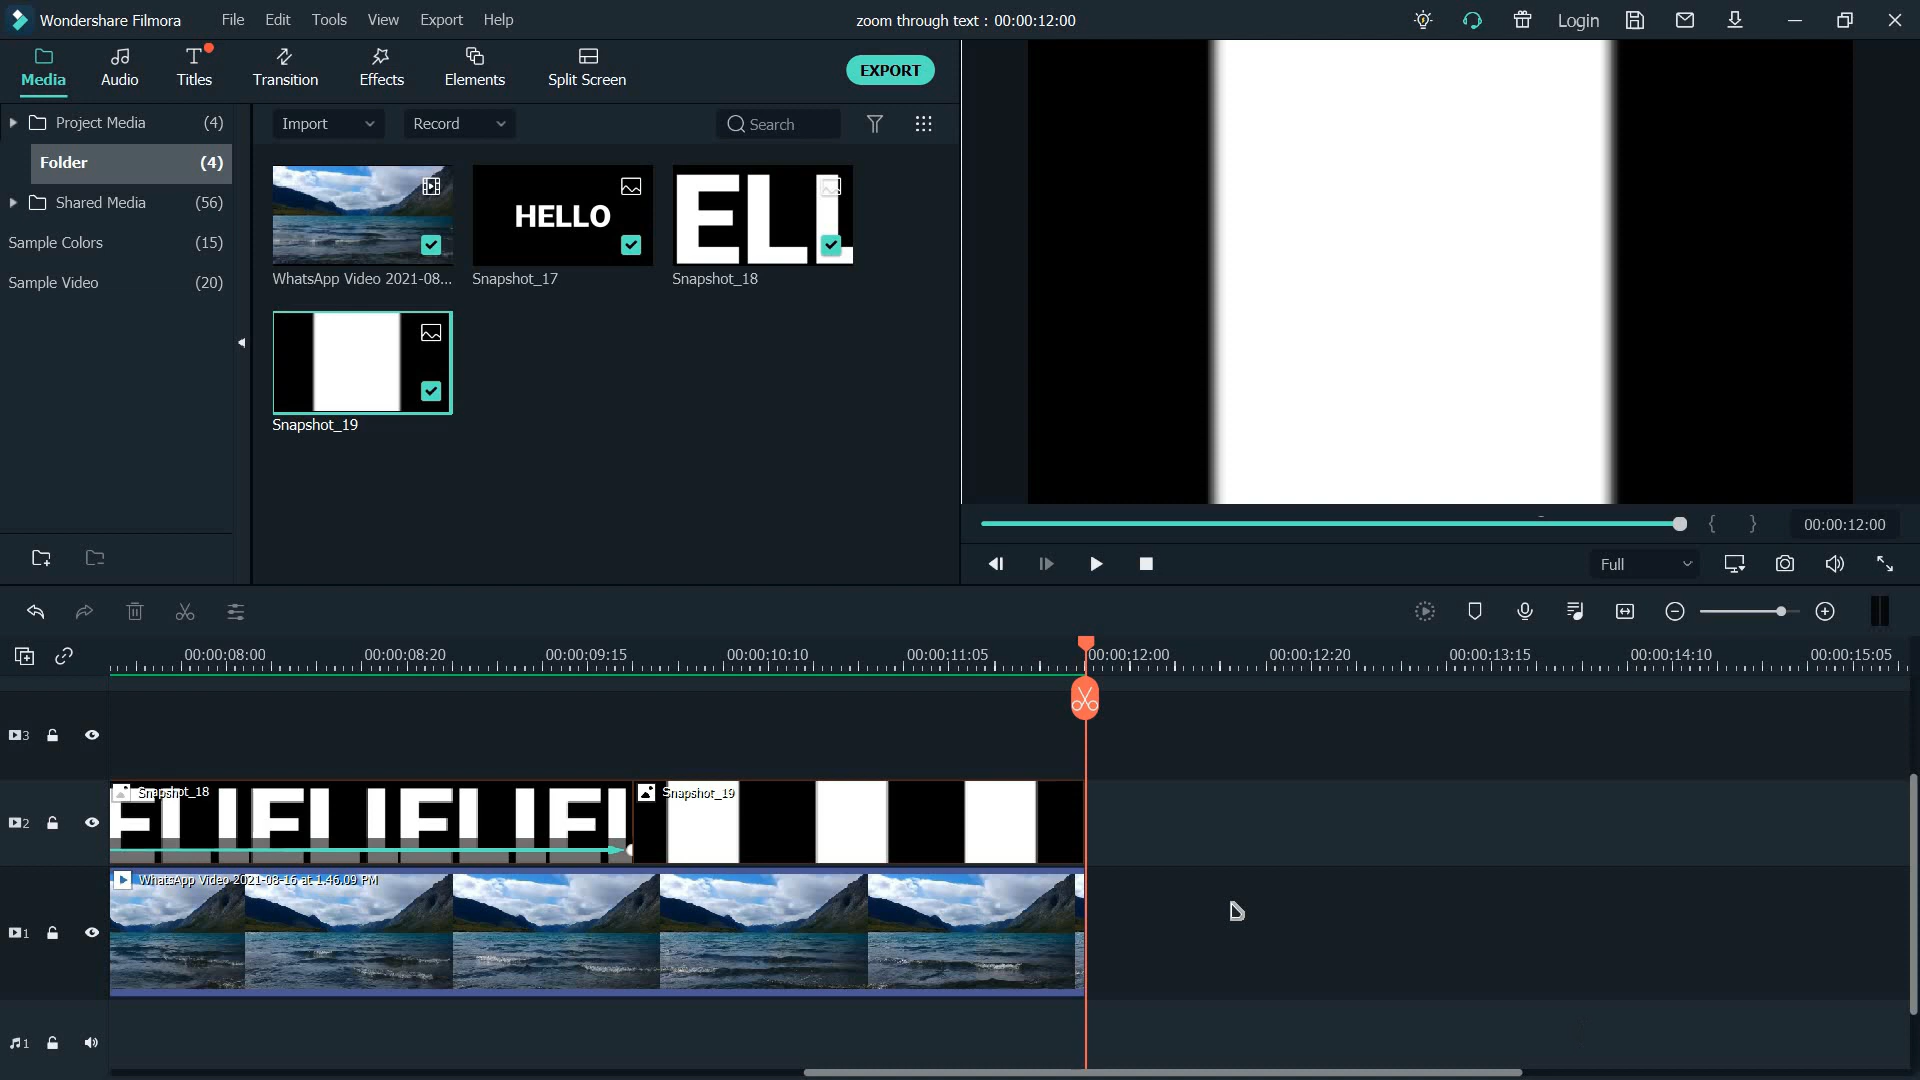 Wondershare Filmora File Edit Tools View Export Help zoom through text : 00:00:12:00 Login
Media Audio Titles Transition Effects Elements Split Screen EXPORT
Project Media (4) Import Record Search
Folder (4)
Shared Media (56)
Sample Colors (15)
Sample Video (20)
HELLO
ELL
WhatsApp Video 2021-08... Snapshot_17 Snapshot_18
Snapshot_19
{ } 00:00:12:00
Full
00:00:08:00 00:00:08:20 00:00:09:15 00:00:10:10 00:00:11:05 00:00:12:00 00:00:12:20 00:00:13:15 00:00:14:10 00:00:15:05
3
Snapshot_18 Snapshot_19
2
WhatsApp Video 2021-08-16 at 1.46.09 PM
1
1